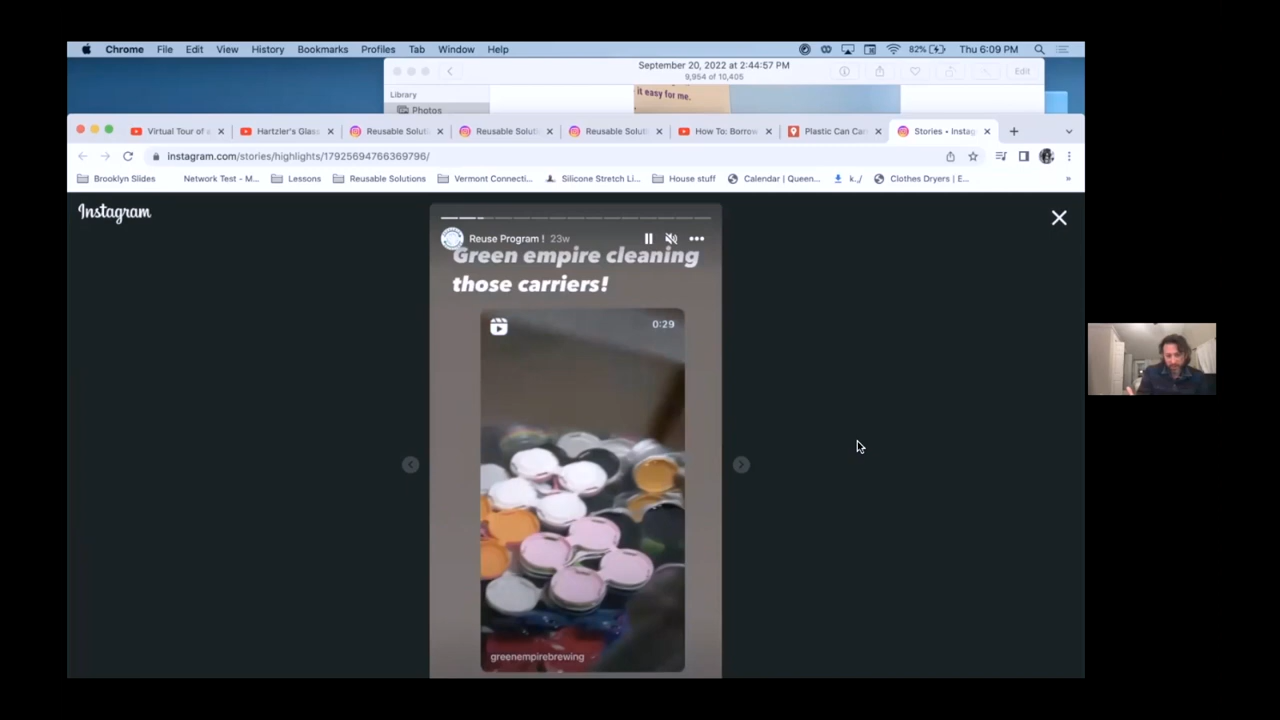 Chrome File Edit View History Bookmarks Profiles Tab Window Help 82% Thu 6:09 PM
September 20, 2022 at 2:44:57 PM
9,954 of 10,405
Edit
Library
Photos
it easy for me.
Virtual Tour of a Hartzler's Glass Reusable Soluti Reusable Soluti Reusable Soluti How To: Borrow Plastic Can Car Stories • Instag
instagram.com/stories/highlights/17925694766369796/
Brooklyn Slides Network Test - M... Lessons Reusable Solutions Vermont Connecti... Silicone Stretch Li... House stuff Calendar | Queen... k./ Clothes Dryers | E... »
Instagram
Reuse Program ! 23w
Green empire cleaning
those carriers!
0:29
greenempirebrewing